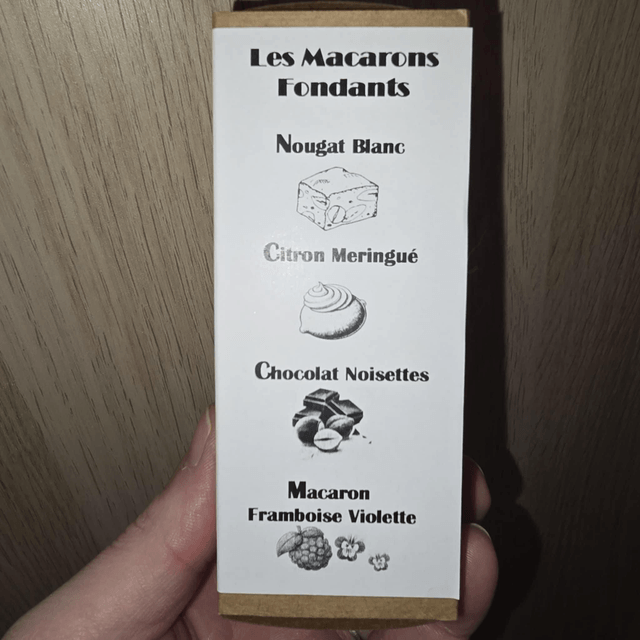 Les Macarons
Fondants
Nougat Blanc
Citron Meringué
Chocolat Noisettes
Macaron
Framboise Violette